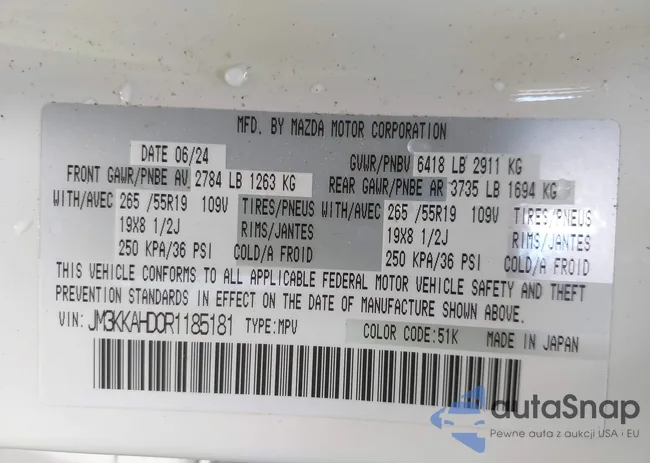 MFD. BY MAZDA MOTOR CORPORATION
DATE 06/24 GVWR/PNBV 6418 LB 2911 KG
FRONT GAWR/PNBE AV 2784 LB 1263 KG REAR GAWR/PNBE AR 3735 LB 1694 KG
WITH/AVEC 265 /55R19 109V TIRES/PNEUS WITH/AVEC 265 /55R19 109V TIRES/PNEUS
19X8 1/2J RIMS/JANTES 19X8 1/2J RIMS/JANTES
250 KPA/36 PSI COLD/A FROID 250 KPA/36 PSI COLD/A FROID
THIS VEHICLE CONFORMS TO ALL APPLICABLE FEDERAL MOTOR VEHICLE SAFETY AND THEFT
PREVENTION STANDARDS IN EFFECT ON THE DATE OF MANUFACTURE SHOWN ABOVE.
VIN: JM3KKAHD0R1185181 TYPE:MPV COLOR CODE:51K MADE IN JAPAN
autaSnap
Pewne auta z aukcji USA i EU